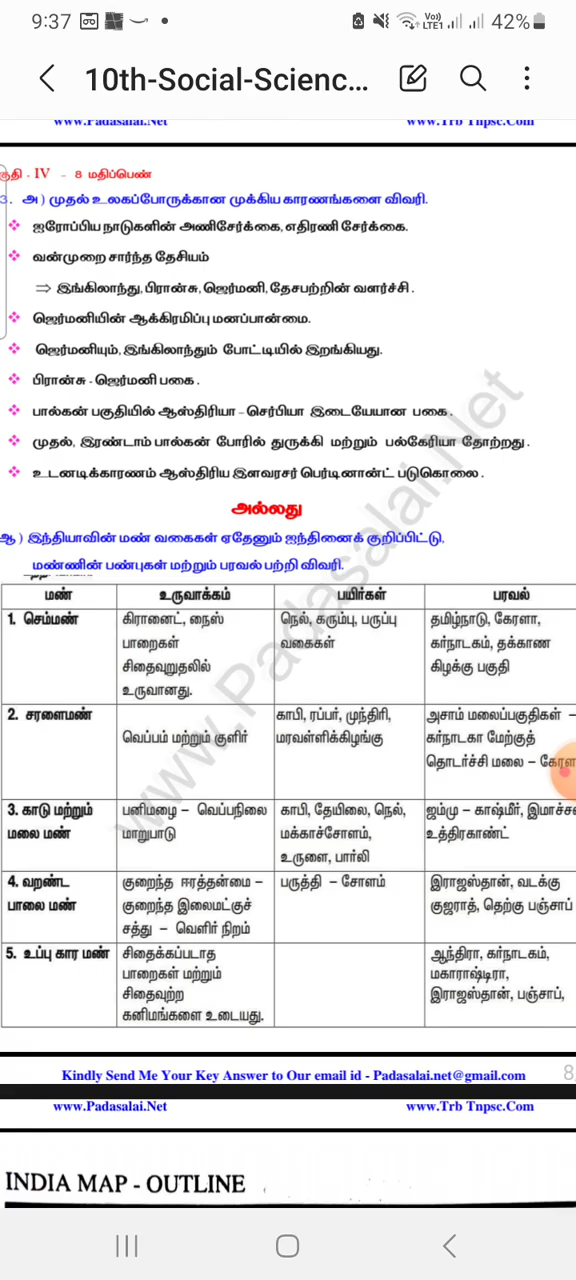 9:37
Vo)
LTE1
42%
10th-Social-Scienc...
www.Padasalai.Net www.Trb Tnpsc.Com
குதி - IV - 8 மதிப்பெண்
3. அ) முதல் உலகப்போருக்கான முக்கிய காரணங்களை விவரி.
❖ ஐரோப்பிய நாடுகளின் அணிசேர்க்கை, எதிரணி சேர்க்கை.
❖ வன்முறை சார்ந்த தேசியம்
⇒ இங்கிலாந்து, பிரான்சு, ஜெர்மனி, தேசபற்றின் வளர்ச்சி.
❖ ஜெர்மனியின் ஆக்கிரமிப்பு மனப்பான்மை.
❖ ஜெர்மனியும், இங்கிலாந்தும் போட்டியில் இறங்கியது.
❖ பிரான்சு - ஜெர்மனி பகை.
❖ பால்கன் பகுதியில் ஆஸ்திரியா - செர்பியா இடையேயான பகை.
❖ முதல், இரண்டாம் பால்கன் போரில் துருக்கி மற்றும் பல்கேரியா தோற்றது.
❖ உடனடிக்காரணம் ஆஸ்திரிய இளவரசர் பெர்டினான்ட் படுகொலை.
அல்லது
ஆ) இந்தியாவின் மண் வகைகள் ஏதேனும் ஐந்தினைக் குறிப்பிட்டு,
மண்ணின் பண்புகள் மற்றும் பரவல் பற்றி விவரி.
மண் உருவாக்கம் பயிர்கள் பரவல்
1. செம்மண் கிரானைட், நைஸ் நெல், கரும்பு, பருப்பு தமிழ்நாடு, கேரளா,
பாறைகள் வகைகள் கர்நாடகம், தக்காண
சிதைவுறுதலில் கிழக்கு பகுதி
உருவானது.
2. சரளைமண் காபி, ரப்பர், முந்திரி, அசாம் மலைப்பகுதிகள் –
வெப்பம் மற்றும் குளிர் மரவள்ளிக்கிழங்கு கர்நாடகா மேற்குத்
தொடர்ச்சி மலை – கேரள
3. காடு மற்றும் பனிமழை – வெப்பநிலை காபி, தேயிலை, நெல், ஜம்மு – காஷ்மீர், இமாச்ச
மலை மண் மாறுபாடு மக்காச்சோளம், உத்திரகாண்ட்
உருளை, பார்லி
4. வறண்ட குறைந்த ஈரத்தன்மை – பருத்தி – சோளம் இராஜஸ்தான், வடக்கு
பாலை மண் குறைந்த இலைமட்குச் குஜராத், தெற்கு பஞ்சாப்
சத்து – வெளிர் நிறம்
5. உப்பு கார மண் சிதைக்கப்படாத ஆந்திரா, கர்நாடகம்,
பாறைகள் மற்றும் மகாராஷ்டிரா,
சிதைவுற்ற இராஜஸ்தான், பஞ்சாப்,
கனிமங்களை உடையது.
www.Padasalai.Net
Kindly Send Me Your Key Answer to Our email id - Padasalai.net@gmail.com 8
www.Padasalai.Net www.Trb Tnpsc.Com
INDIA MAP - OUTLINE